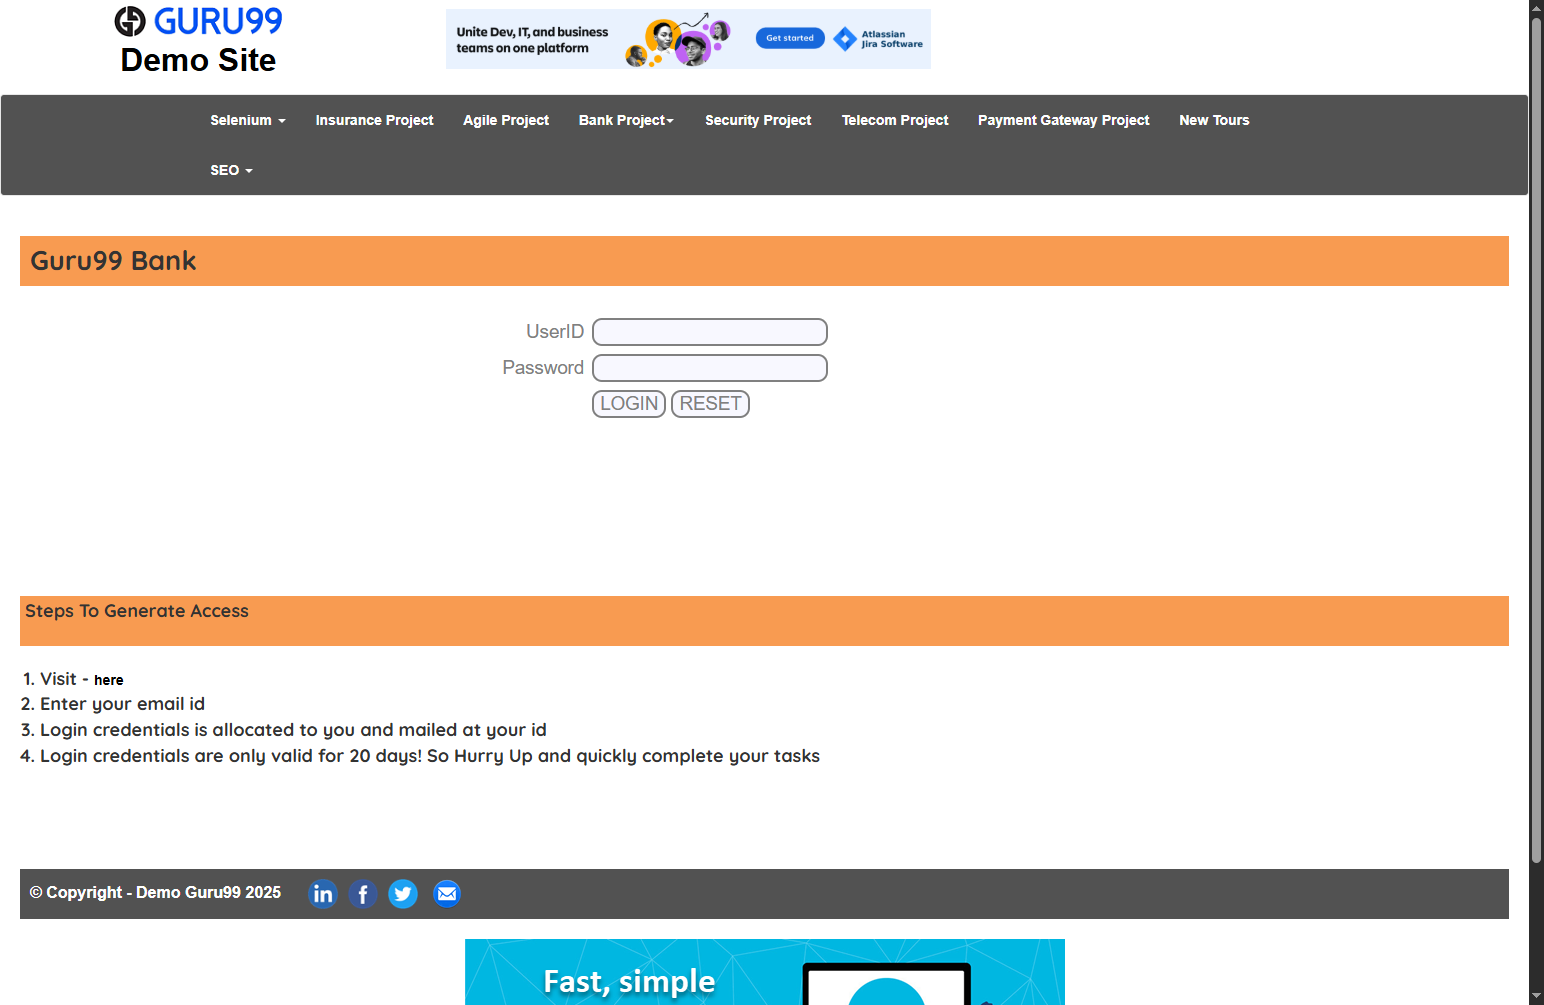 GURU99
Demo Site
Unite Dev, IT, and business
teams on one platform
Get started
Atlassian
Jira Software
Selenium
Insurance Project
Agile Project
Bank Project
Security Project
Telecom Project
Payment Gateway Project
New Tours
SEO
Guru99 Bank
UserID
Password
LOGIN RESET
Steps To Generate Access
1. Visit - here
2. Enter your email id
3. Login credentials is allocated to you and mailed at your id
4. Login credentials are only valid for 20 days! So Hurry Up and quickly complete your tasks
© Copyright - Demo Guru99 2025
in f
Fast, simple